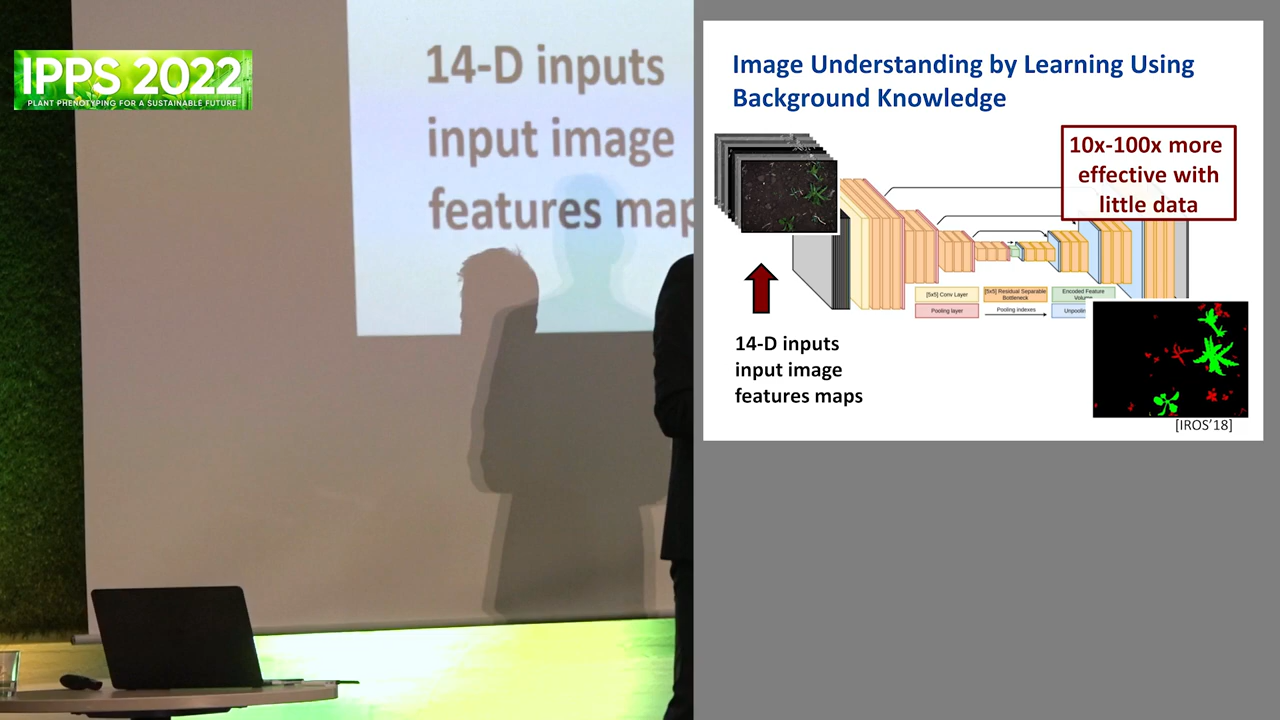 IPPS 2022
PLANT PHENOTYPING FOR A SUSTAINABLE FUTURE
14-D inputs
input image
features map
Image Understanding by Learning Using
Background Knowledge
10x-100x more
effective with
little data
[5x5] Conv Layer
[5x5] Residual Separable
Bottleneck
Encoded Feature
Volume
Pooling layer
Pooling indexes
Unpooling
14-D inputs
input image
features maps
[IROS'18]